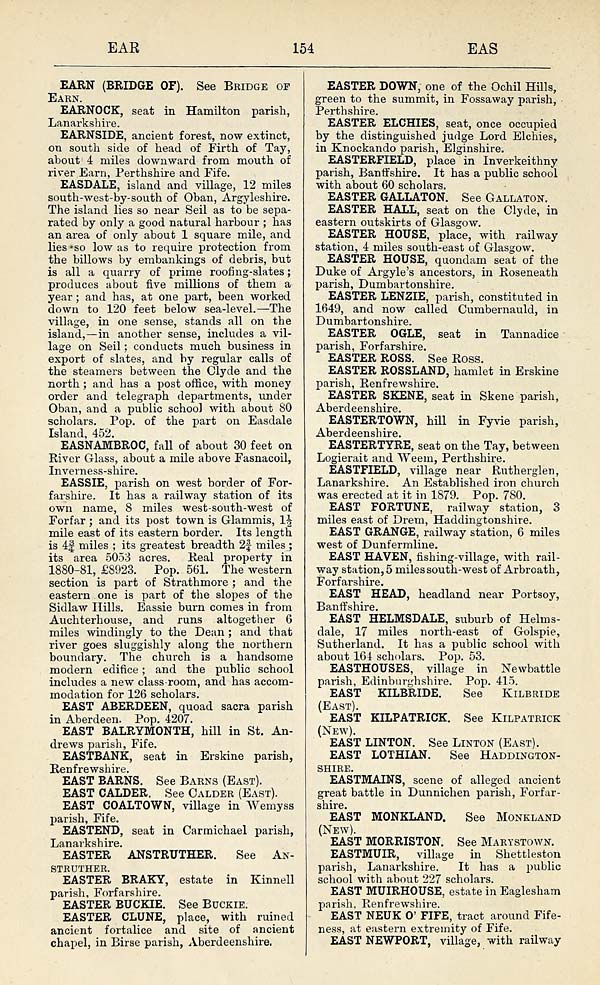 EAR 154 EAS
EARN (BRIDGE OF). See BRIDGE OF
EARN.
EARNOCK, seat in Hamilton parish,
Lanarkshire.
EARNSIDE, ancient forest, now extinct,
on south side of head of Firth of Tay,
about 4 miles downward from mouth of
river Earn, Perthshire and Fife.
EASDALE, island and village, 12 miles
south-west-by-south of Oban, Argyleshire.
The island lies so near Seil as to be sepa-
rated by only a good natural harbour; has
an area of only about 1 square mile, and
lies so low as to require protection from
the billows by embankings of debris, but
is all a quarry of prime roofing-slates;
produces about five millions of them a
year; and has, at one part, been worked
down to 120 feet below sea-level.—The
village, in one sense, stands all on the
island,—in another sense, includes a vil-
lage on Seil; conducts much business in
export of slates, and by regular calls of
the steamers between the Clyde and the
north; and has a post office, with money
order and telegraph departments, under
Oban, and a public school with about 80
scholars. Pop. of the part on Easdale
Island, 452.
EASNAMBROC, fall of about 30 feet on
River Glass, about a mile above Fasnacoil,
Inverness-shire.
EASSIE, parish on west border of For-
farshire. It has a railway station of its
own name, 8 miles west-south-west of
Forfar; and its post town is Glammis, 1½
mile east of its eastern border. Its length
is 4¾ miles; its greatest breadth 2¾ miles;
its area 5053 acres. Real property in
1880-81, £8923. Pop. 561. The western
section is part of Strathmore; and the
eastern one is part of the slopes of the
Sidlaw Hills. Eassie burn comes in from
Auchterhouse, and runs altogether 6
miles windingly to the Dean; and that
river goes sluggishly along the northern
boundary. The church is a handsome
modern edifice; and the public school
includes a new class-room, and has accom-
modation for 126 scholars.
EAST ABERDEEN, quoad sacra parish
in Aberdeen. Pop. 4207.
EAST BALRYMONTH, hill in St. An-
drews parish, Fife.
EASTBANK, seat in Erskine parish,
Renfrewshire.
EAST BARNS. See BARNS (EAST).
EAST CALDER. See CALDER (EAST).
EAST COALTOWN, village in Wemyss
parish, Fife.
EASTEND, seat in Carmichael parish,
Lanarkshire.
EASTER ANSTRUTHER. See AN-
STRUTHER.
EASTER BRAKY, estate in Kinnell
parish, Forfarshire.
EASTER BUCKIE. See BUCKIE.
EASTER CLUNE, place, with ruined
ancient fortalice and site of ancient
chapel, in Birse parish, Aberdeenshire.
EASTER DOWN, one of the Ochil Hills,
green to the summit, in Fossaway parish,
Perthshire.
EASTER ELCHIES, seat, once occupied
by the distinguished judge Lord Elchies,
in Knockando parish, Elginshire.
EASTERFIELD, place in Inverkeithny
parish, Banffshire. It has a public school
with about 60 scholars.
EASTER GALLATON. See GALLATON.
EASTER HALL, seat on the Clyde, in
eastern outskirts of Glasgow.
EASTER HOUSE, place, with railway
station, 4 miles south-east of Glasgow.
EASTER HOUSE, quondam seat of the
Duke of Argyle's ancestors, in Roseneath
parish, Dumbartonshire.
EASTER LENZIE, parish, constituted in
1649, and now called Cumbernauld, in
Dumbartonshire.
EASTER OGLE, seat in Tannadice
parish, Forfarshire.
EASTER ROSS. See ROSS.
EASTER ROSSLAND, hamlet in Erskine
parish, Renfrewshire.
EASTER SKENE, seat in Skene parish,
Aberdeenshire.
EASTERTOWN, hill in Fyvie parish,
Aberdeenshire.
EASTERTYRE, seat on the Tay, between
Logierait and Weem, Perthshire.
EASTFIELD, village near Rutherglen,
Lanarkshire. An Established iron church
was erected at it in 1879. Pop. 780.
EAST FORTUNE, railway station, 3
miles east of Drem, Haddingtonshire.
EAST GRANGE, railway station, 6 miles
west of Dunfermline.
EAST HAVEN, fishing-village, with rail-
way station, 5 miles south-west of Arbroath,
Forfarshire.
EAST HEAD, headland near Portsoy,
Banffshire.
EAST HELMSDALE, suburb of Helms-
dale, 17 miles north-east of Golspie,
Sutherland. It has a public school with
about 164 scholars. Pop. 53.
EASTHOUSES, village in Newbattle
parish, Edinburghshire. Pop. 415.
EAST KILBRIDE. See KILBRIDE
(EAST).
EAST KILPATRICK. See KILPATRICK
(NEW).
EAST LINTON. See LINTON (EAST).
EAST LOTHIAN. See HADDINGTON-
SHIRE.
EASTMAINS, scene of alleged ancient
great battle in Dunnichen parish, Forfar-
shire.
EAST MONKLAND. See MONKLAND
(NEW).
EAST MORRISTON. See MARYSTOWN.
EASTMUIR, village in Shettleston
parish, Lanarkshire. It has a public
school with about 227 scholars.
EAST MUIRHOUSE, estate in Eaglesham
parish, Renfrewshire.
EAST NEUK O' FIFE, tract around Fife-
ness, at eastern extremity of Fife.
EAST NEWPORT, village, with railway